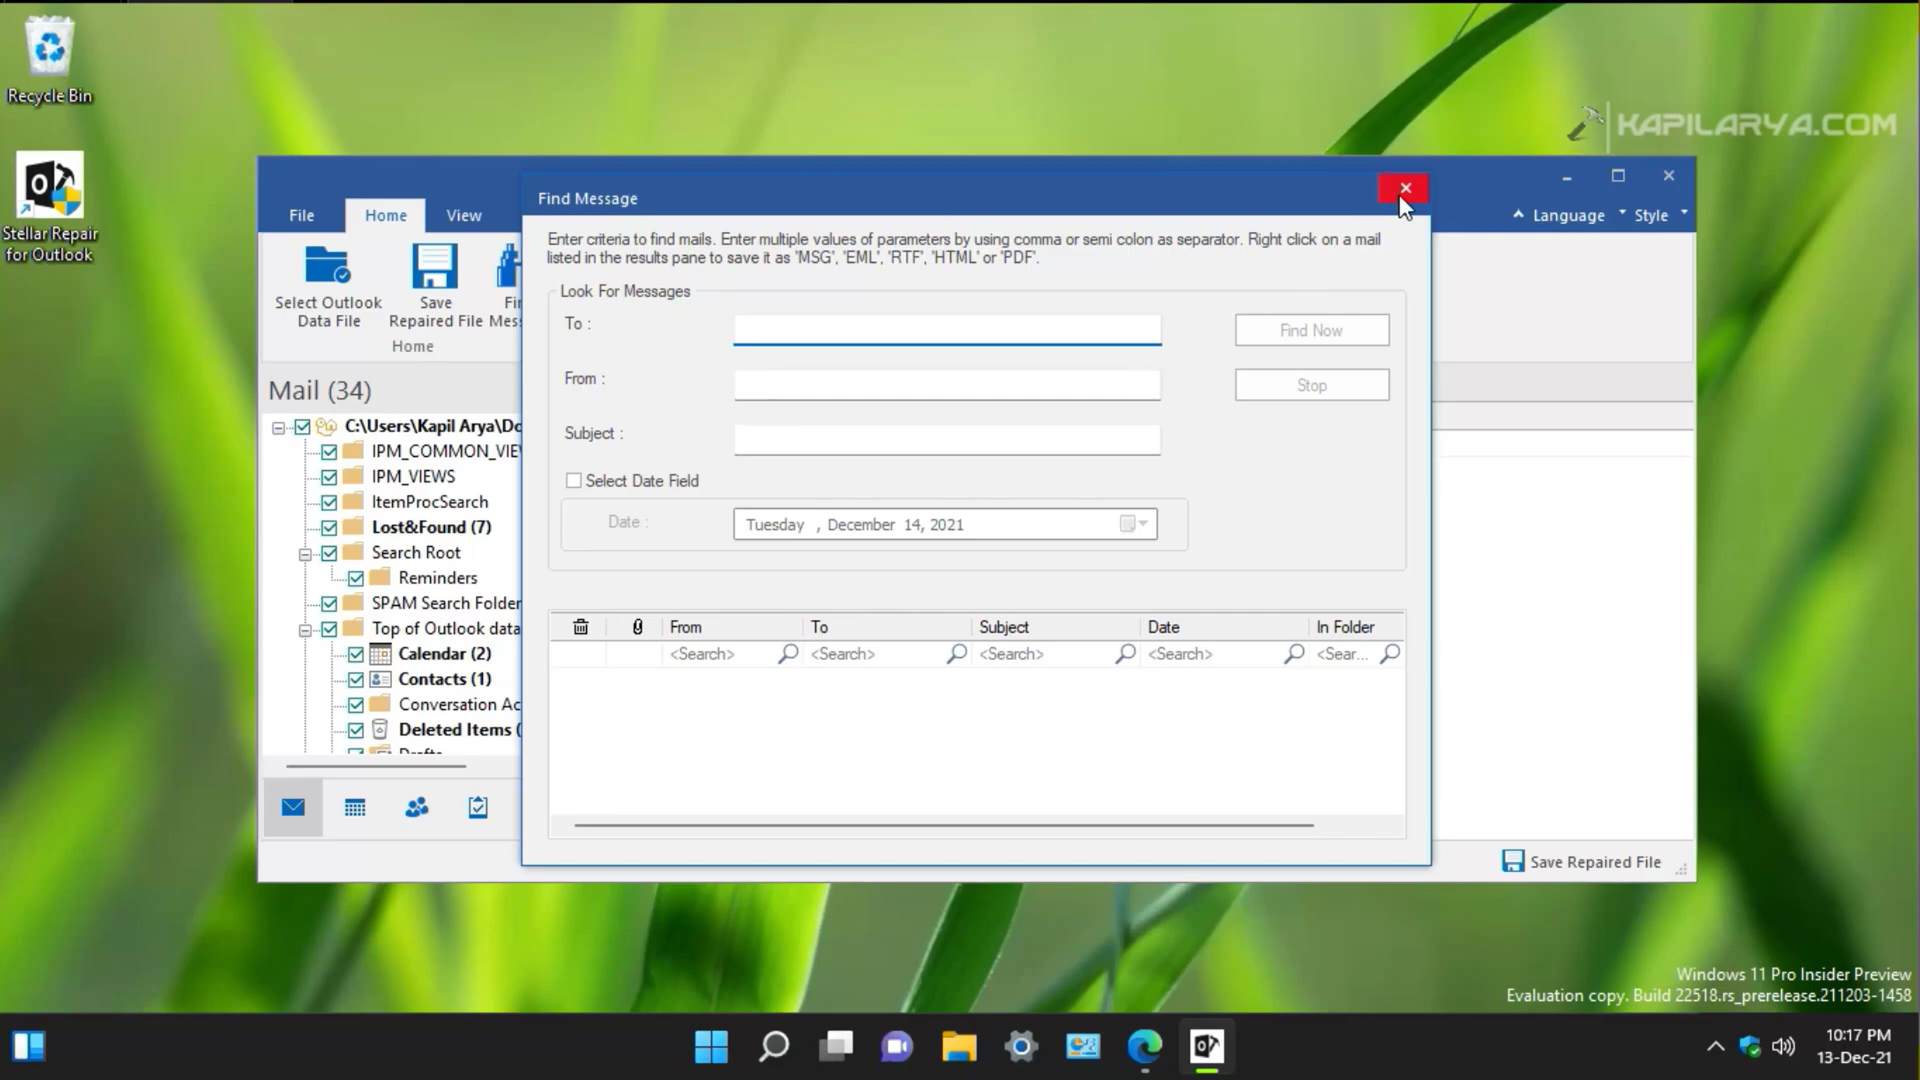 Recycle Bin
Stellar Repair
for Outlook
KAPILARYA.COM
File
Home
View
Language
Style
Select Outlook
Data File
Save
Repaired File
Home
Mail (34)
C:\Users\Kapil Arya\Do
IPM_COMMON_VIE
IPM_VIEWS
ItemProcSearch
Lost&Found (7)
Search Root
Reminders
SPAM Search Folder
Top of Outlook data
Calendar (2)
Contacts (1)
Conversation Ac
Deleted Items (
Drafts
Find Message
Enter criteria to find mails. Enter multiple values of parameters by using comma or semi colon as separator. Right click on a mail
listed in the results pane to save it as 'MSG', 'EML', 'RTF', 'HTML' or 'PDF'.
Look For Messages
To :
Find Now
From :
Stop
Subject :
Select Date Field
Date :
Tuesday , December 14, 2021
From To Subject Date In Folder
<Search> <Search> <Search> <Search> <Sear...
Save Repaired File
Windows 11 Pro Insider Preview
Evaluation copy. Build 22518.rs_prerelease.211203-1458
10:17 PM
13-Dec-21